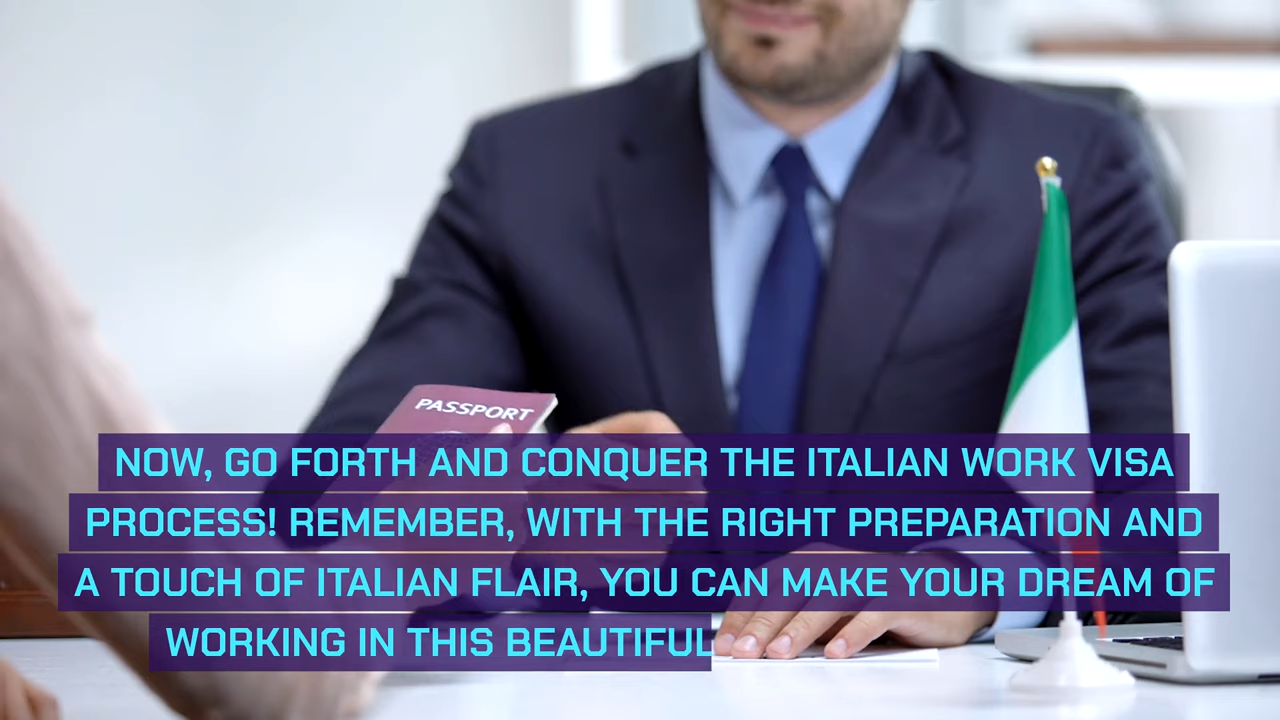 PASSPORT
NOW, GO FORTH AND CONQUER THE ITALIAN WORK VISA
PROCESS! REMEMBER, WITH THE RIGHT PREPARATION AND
A TOUCH OF ITALIAN FLAIR, YOU CAN MAKE YOUR DREAM OF
WORKING IN THIS BEAUTIFUL